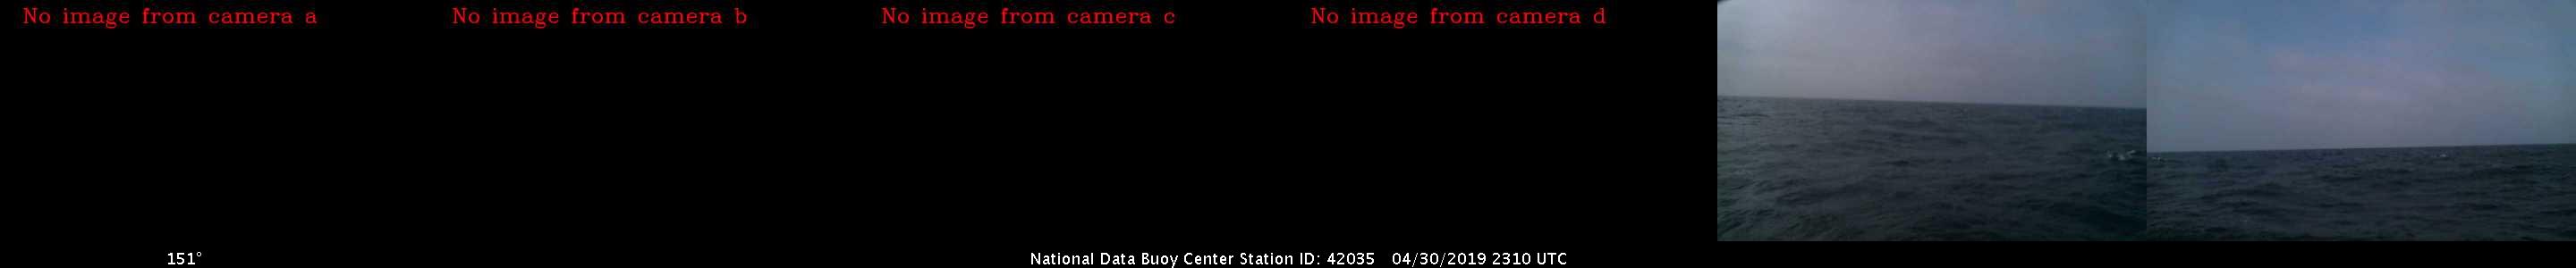 No image from camera a
No image from camera b
No image from camera c
No image from camera d
151°
National Data Buoy Center Station ID: 42035 04/30/2019 2310 UTC